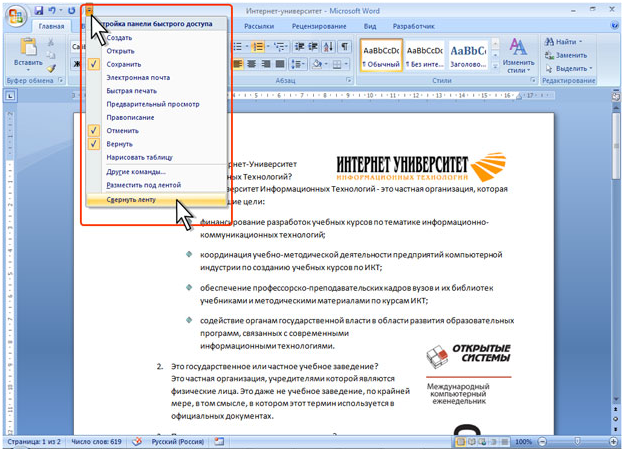 Интернет-университет - Microsoft Word
Главная
Рассылки Рецензирование Вид Разработчик
Вставить
Буфер обмена
Абзац
AaBbCcDc AaBbCcDc AaBbC
¶ Обычный ¶ Без инте... Заголово...
Изменить стили
Стили
Найти
Заменить
Выделить
Редактирование
стройка панели быстрого доступа
Создать
Открыть
Сохранить
Электронная почта
Быстрая печать
Предварительный просмотр
Правописание
Отменить
Вернуть
Нарисовать таблицу
Другие команды...
Разместить под лентой
Свернуть ленту
ИНТЕРНЕТ УНИВЕРСИТЕТ
ИНФОРМАЦИОННЫХ ТЕХНОЛОГИЙ
нернет-Университет
ных Технологий?
иверситет Информационных Технологий - это частная организация, которая
щие цели:
финансирование разработок учебных курсов по тематике информационно-
коммуникационных технологий;
координация учебно-методической деятельности предприятий компьютерной
индустрии по созданию учебных курсов по ИКТ;
обеспечение профессорско-преподавательских кадров вузов и их библиотек
учебниками и методическими материалами по курсам ИКТ;
содействие органам государственной власти в области развития образовательных
программ, связанных с современными
информационными технологиями.
2. Это государственное или частное учебное заведение?
Это частная организация, учредителями которой являются
физические лица. Это даже не учебное заведение, по крайней
мере, в том смысле, в котором этот термин используется в
официальных документах.
ОТКРЫТЫЕ
СИСТЕМЫ
Международный
компьютерный
еженедельник
Страница: 1 из 2 Число слов: 619 Русский (Россия) 100%